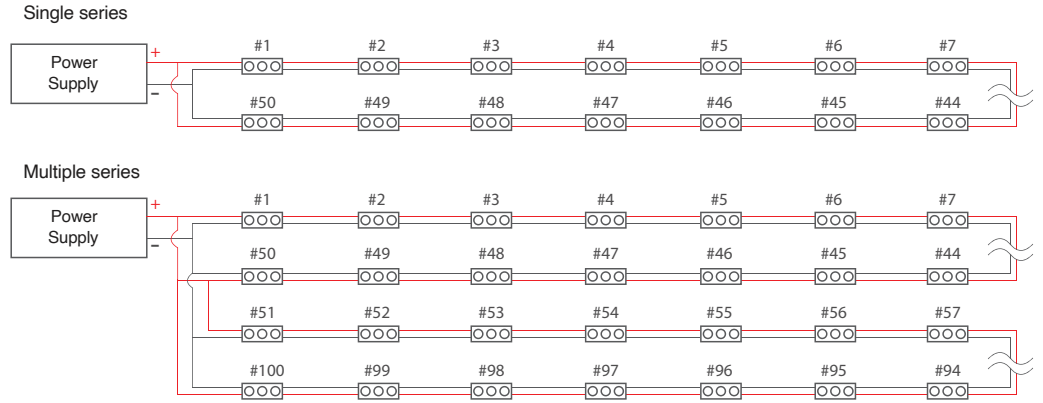 Single series
Power
Supply
+
-
#1 #2 #3 #4 #5 #6 #7
#50 #49 #48 #47 #46 #45 #44
Multiple series
Power
Supply
+
-
#1 #2 #3 #4 #5 #6 #7
#50 #49 #48 #47 #46 #45 #44
#51 #52 #53 #54 #55 #56 #57
#100 #99 #98 #97 #96 #95 #94